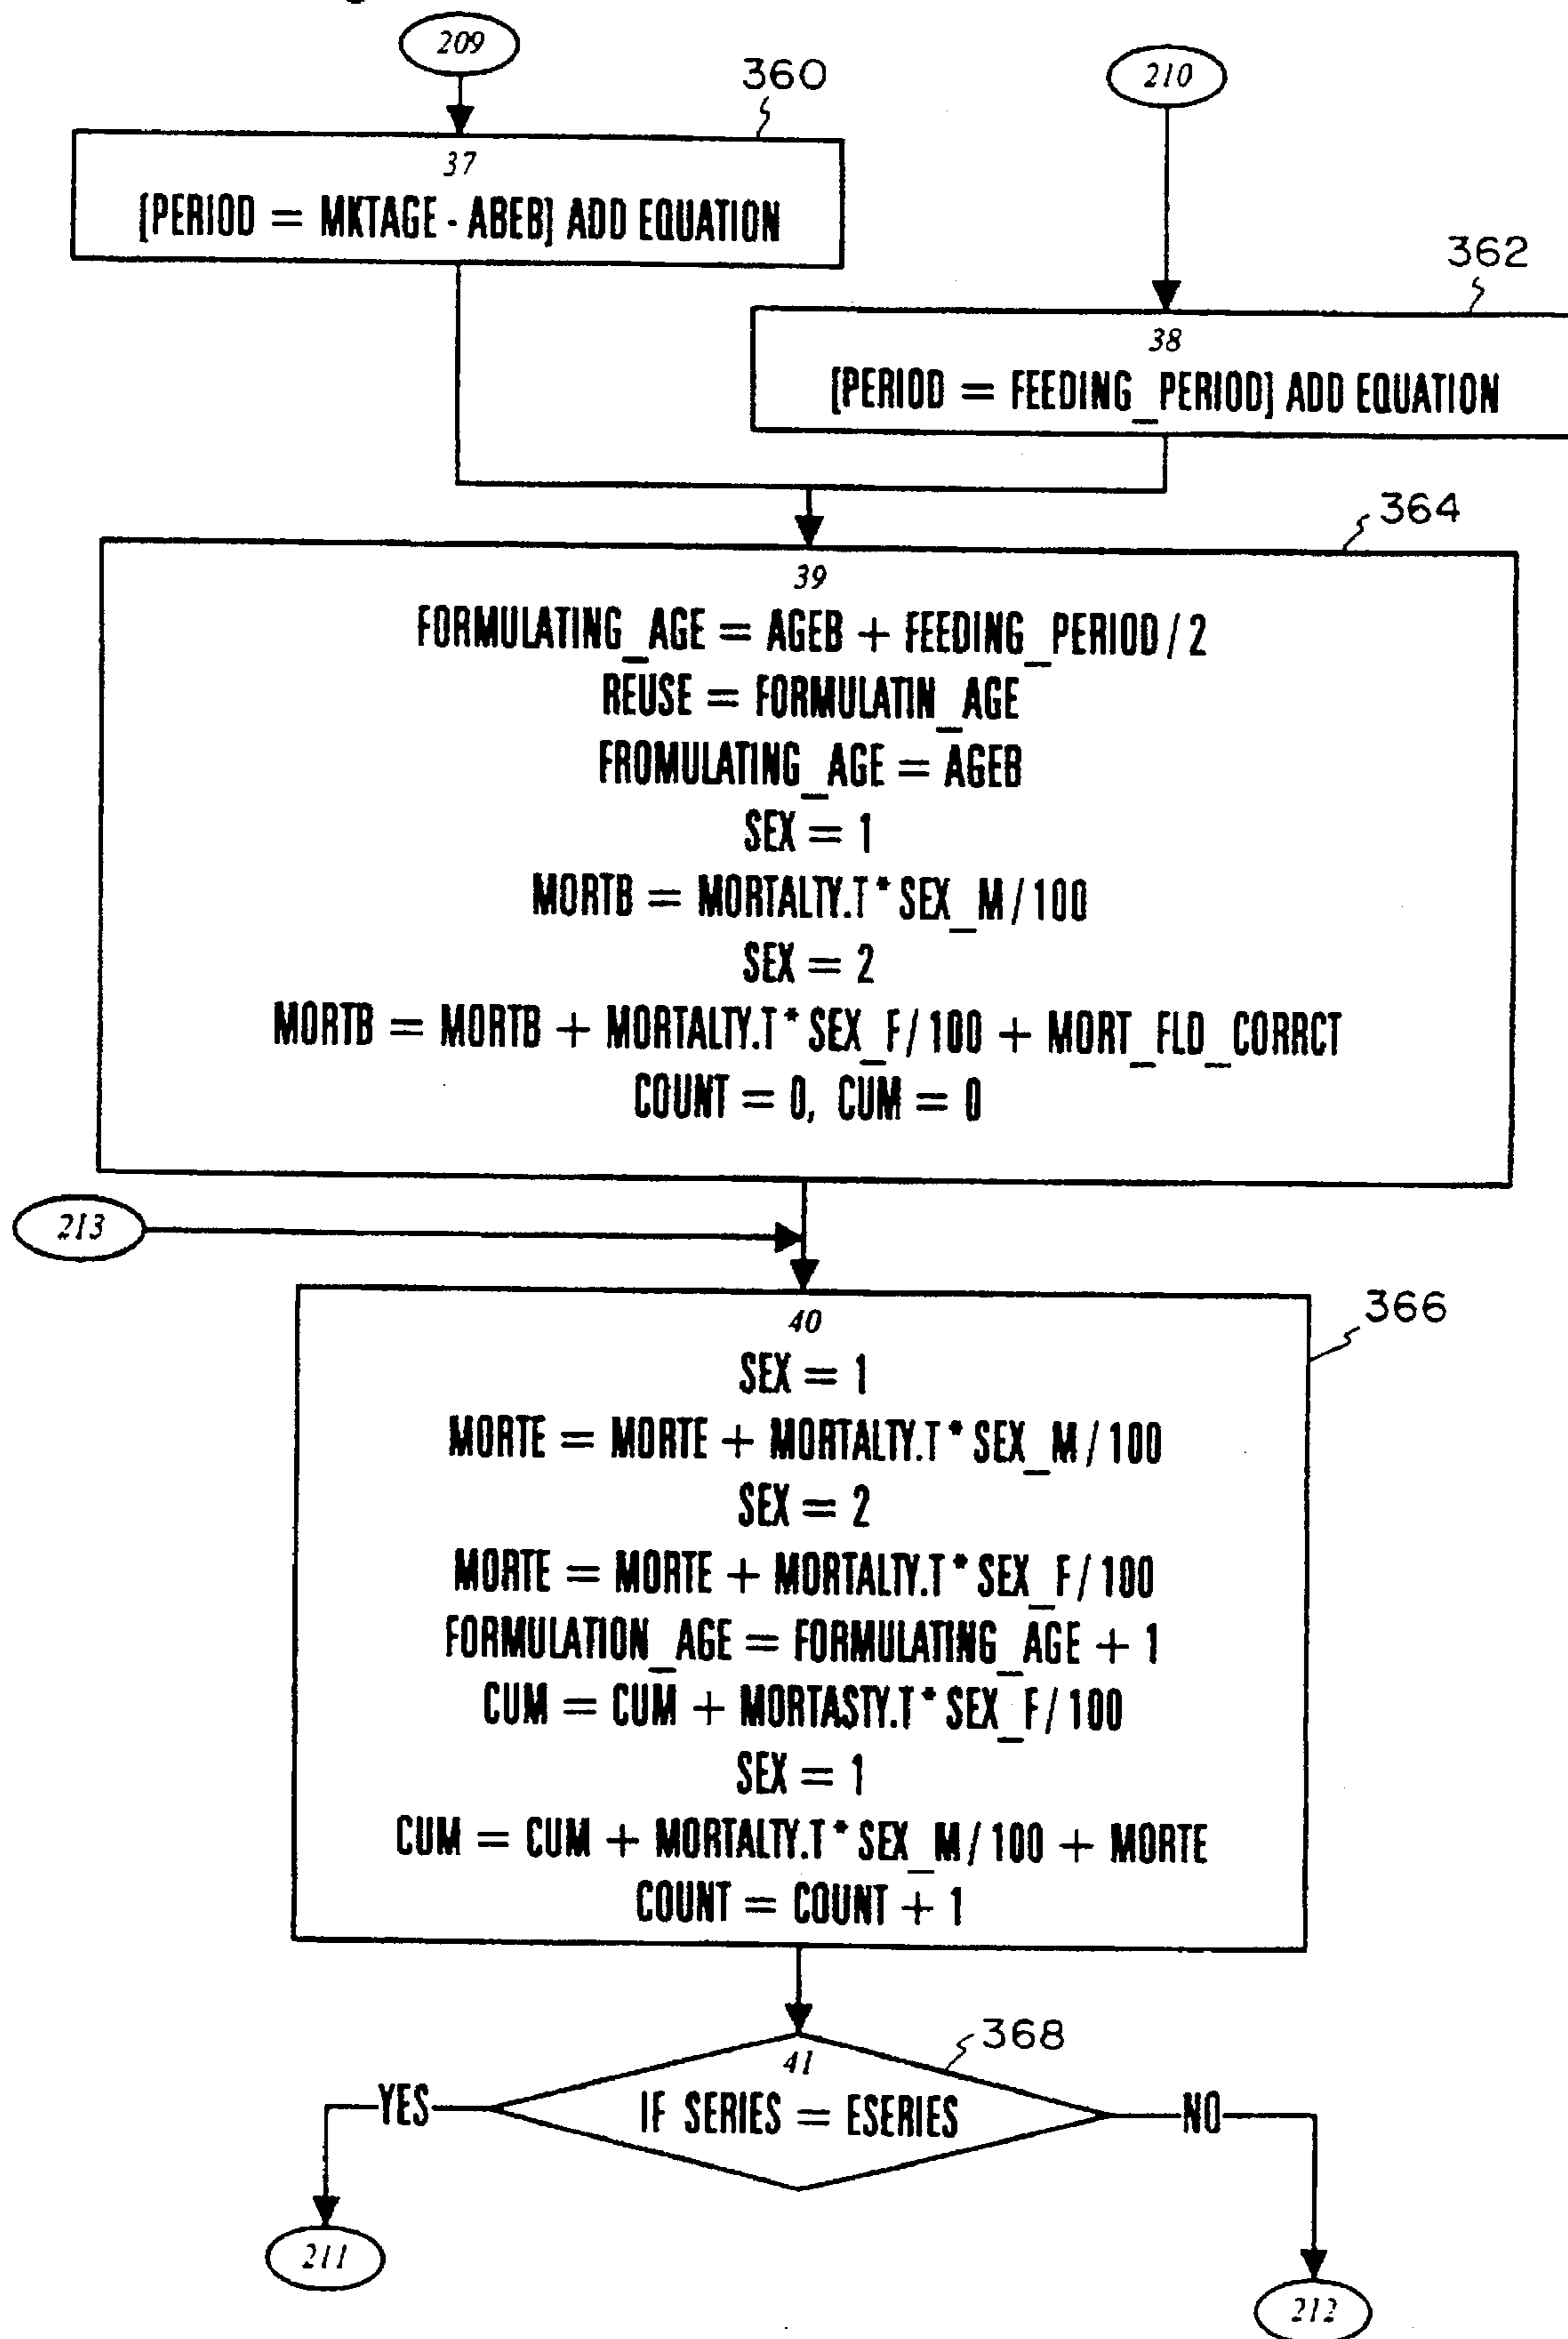 209
360
210
37
[PERIOD = MKTAGE - ABEB] ADD EQUATION
362
38
[PERIOD = FEEDING_PERIOD] ADD EQUATION
364
39
FORMULATING_AGE = AGEB + FEEDING_PERIOD / 2
REUSE = FORMULATIN_AGE
FROMULATING_AGE = AGEB
SEX = 1
MORTB = MORTALTY.T * SEX_M / 100
SEX = 2
MORTB = MORTB + MORTALTY.T * SEX_F / 100 + MORT_FLD_CORRCT
COUNT = 0, CUM = 0
213
366
40
SEX = 1
MORTE = MORTE + MORTALTY.T * SEX_M / 100
SEX = 2
MORTE = MORTE + MORTALTY.T * SEX_F / 100
FORMULATION_AGE = FORMULATING_AGE + 1
CUM = CUM + MORTASTY.T * SEX_F / 100
SEX = 1
CUM = CUM + MORTALTY.T * SEX_M / 100 + MORTE
COUNT = COUNT + 1
368
41
YES
IF SERIES = ESERIES
NO
211
212